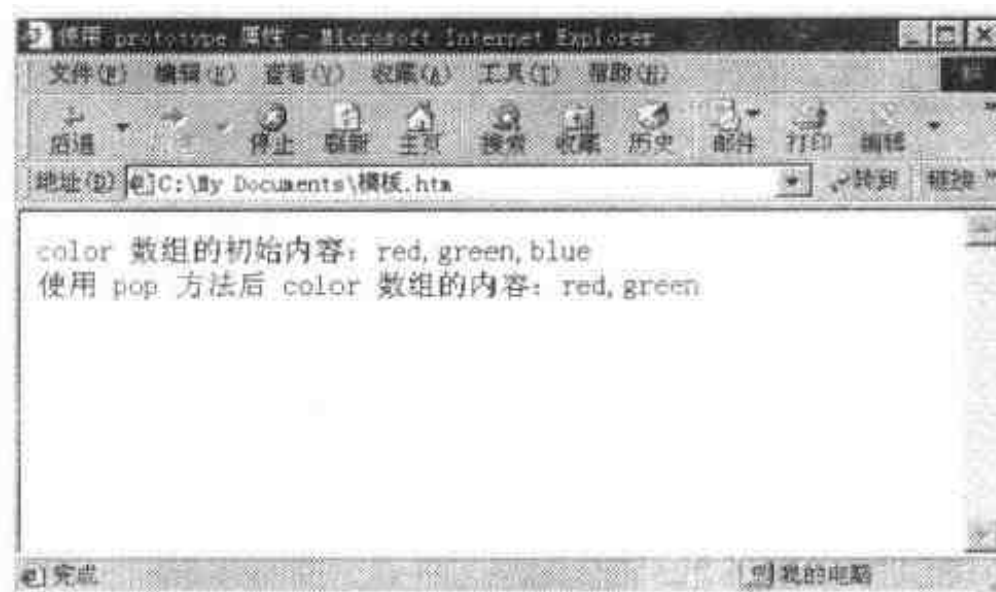 使用 prototype 属性 - Microsoft Internet Explorer
文件(F) 编辑(E) 查看(V) 收藏(A) 工具(T) 帮助(H)
后退 停止 刷新 主页 搜索 收藏 历史 邮件 打印 编辑
地址(D) C:\My Documents\模板.htm 转到 链接 »
color 数组的初始内容：red,green,blue
使用 pop 方法后 color 数组的内容：red,green
完成 我的电脑